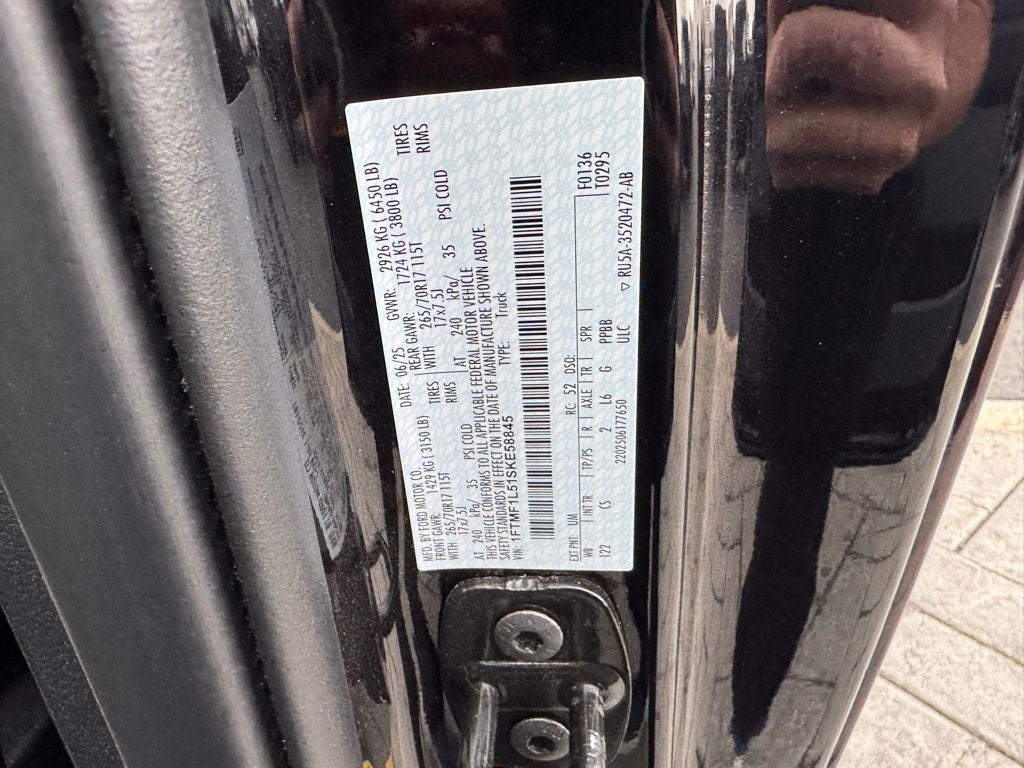 MFD. BY FORD MOTOR CO.
DATE: 06/25 GVWR: 2926 KG ( 6450 LB)
FRONT GAWR: 1429 KG ( 3150 LB) REAR GAWR: 1724 KG ( 3800 LB)
WITH 265/70R17 115T TIRES WITH 265/70R17 115T TIRES
17x7.5J RIMS 17x7.5J RIMS
AT 240 kPa/ 35 PSI COLD AT 240 kPa/ 35 PSI COLD
THIS VEHICLE CONFORMS TO ALL APPLICABLE FEDERAL MOTOR VEHICLE
SAFETY STANDARDS IN EFFECT ON THE DATE OF MANUFACTURE SHOWN ABOVE.
VIN: 1FTMF1L51SKE58845 TYPE: Truck
F0136
T0295
EXT PNT: UM RC: 52 DSO:
WB INT TR TP/PS R AXLE TR SPR
122 CS 2 L6 G PPBB
2202506177650 ULC ▽ RU5A-3520472-AB